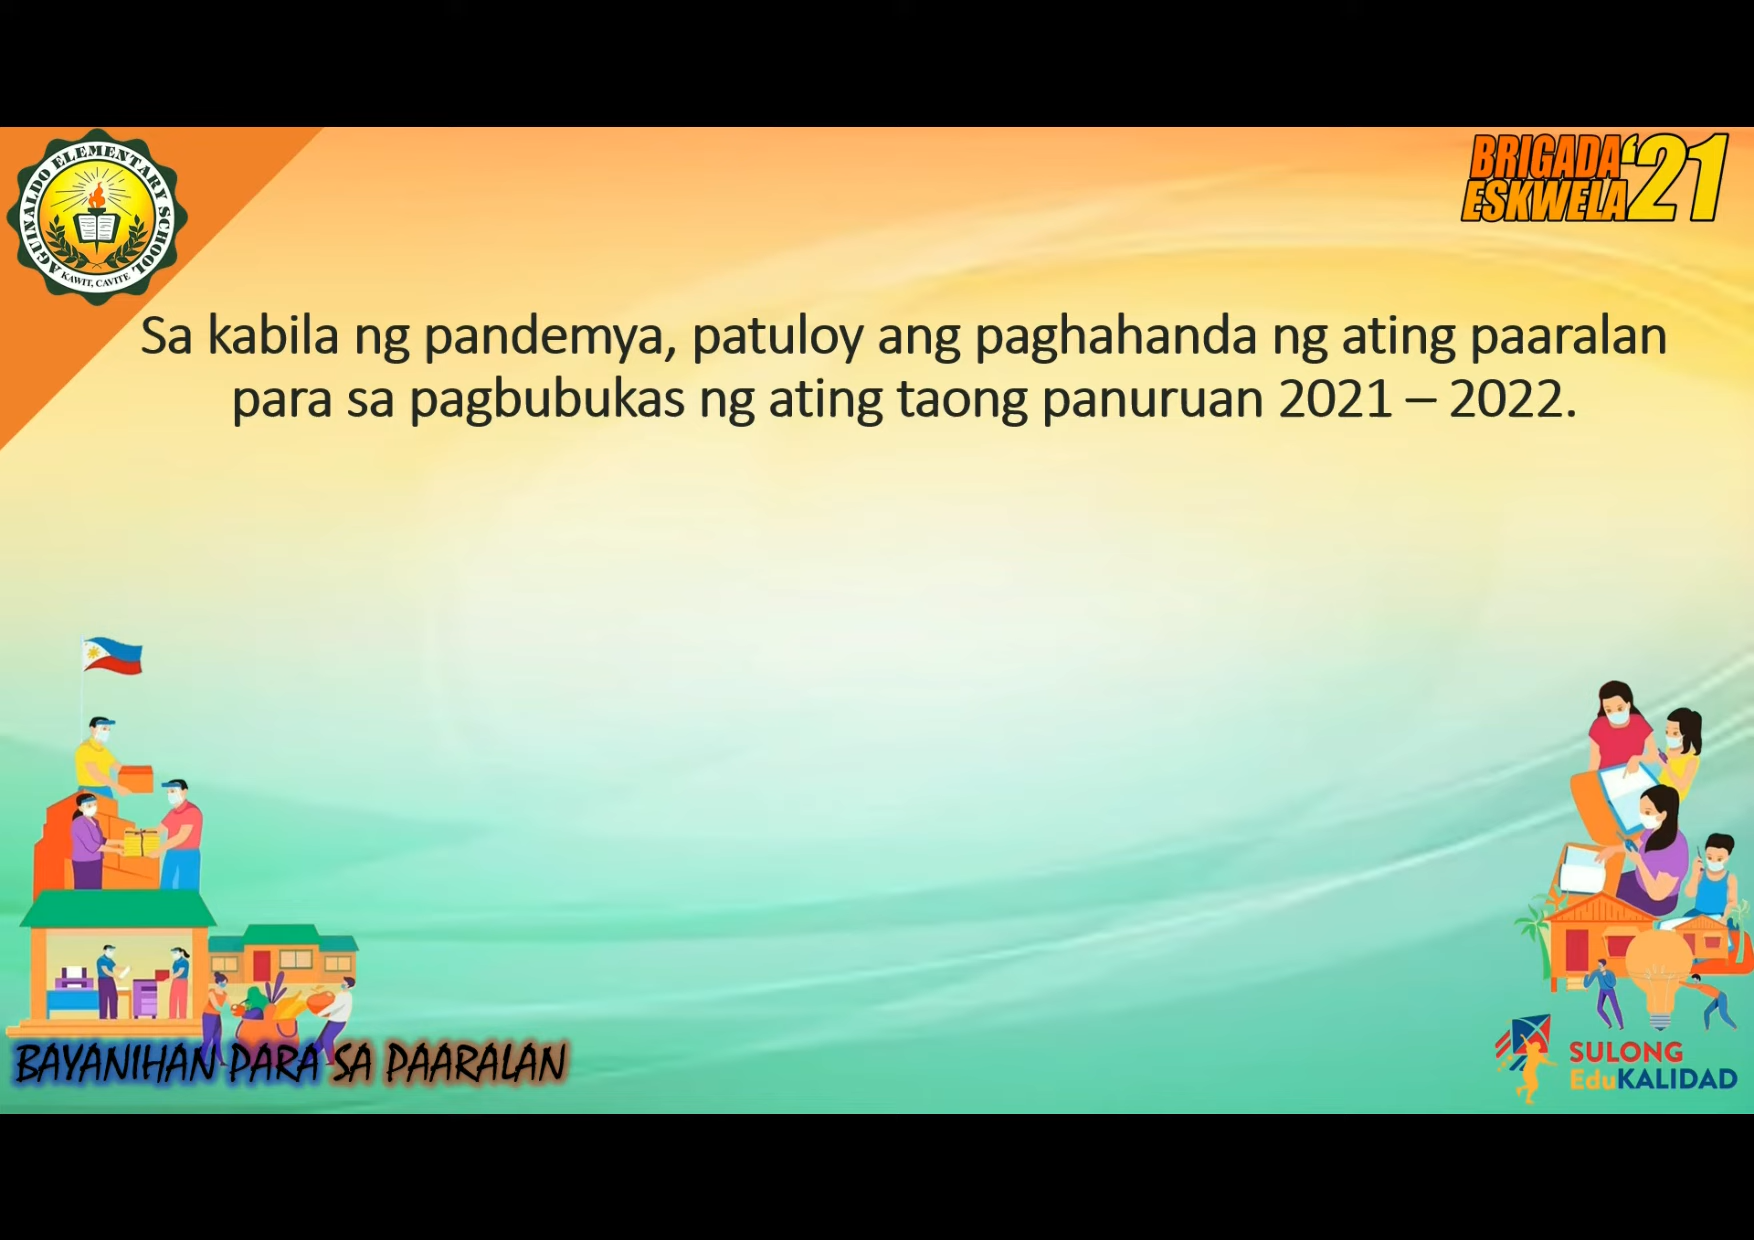 AGUINALDO ELEMENTARY SCHOOL
KAWIT, CAVITE
BRIGADA
ESKWELA
'21
Sa kabila ng pandemya, patuloy ang paghahanda ng ating paaralan
para sa pagbubukas ng ating taong panuruan 2021 – 2022.
BAYANIHAN PARA SA PAARALAN
SULONG
EduKALIDAD